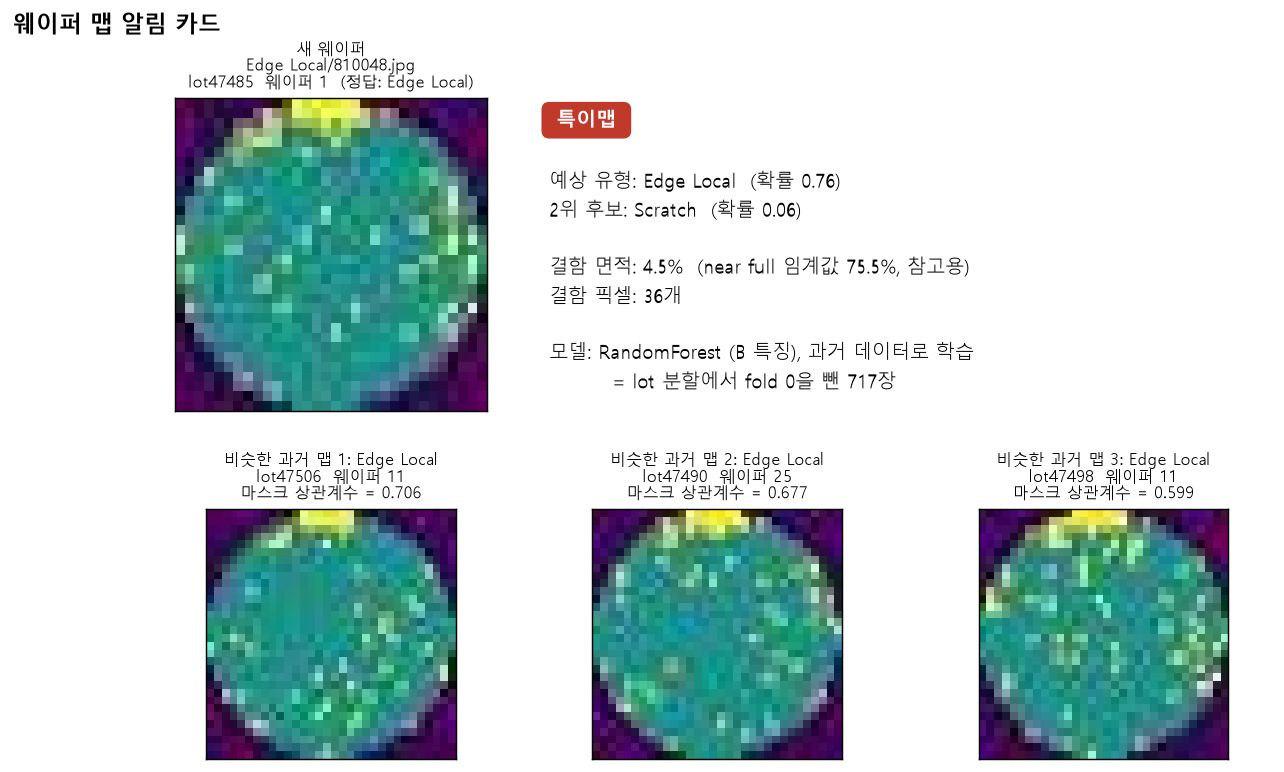 웨이퍼 맵 알림 카드
새 웨이퍼
Edge Local/810048.jpg
lot47485 웨이퍼 1 (정답: Edge Local)
특이맵
예상 유형: Edge Local (확률 0.76)
2위 후보: Scratch (확률 0.06)
결함 면적: 4.5% (near full 임계값 75.5%, 참고용)
결함 픽셀: 36개
모델: RandomForest (B 특징), 과거 데이터로 학습
= lot 분할에서 fold 0을 뺀 717장
비슷한 과거 맵 1: Edge Local
lot47506 웨이퍼 11
마스크 상관계수 = 0.706
비슷한 과거 맵 2: Edge Local
lot47490 웨이퍼 25
마스크 상관계수 = 0.677
비슷한 과거 맵 3: Edge Local
lot47498 웨이퍼 11
마스크 상관계수 = 0.599